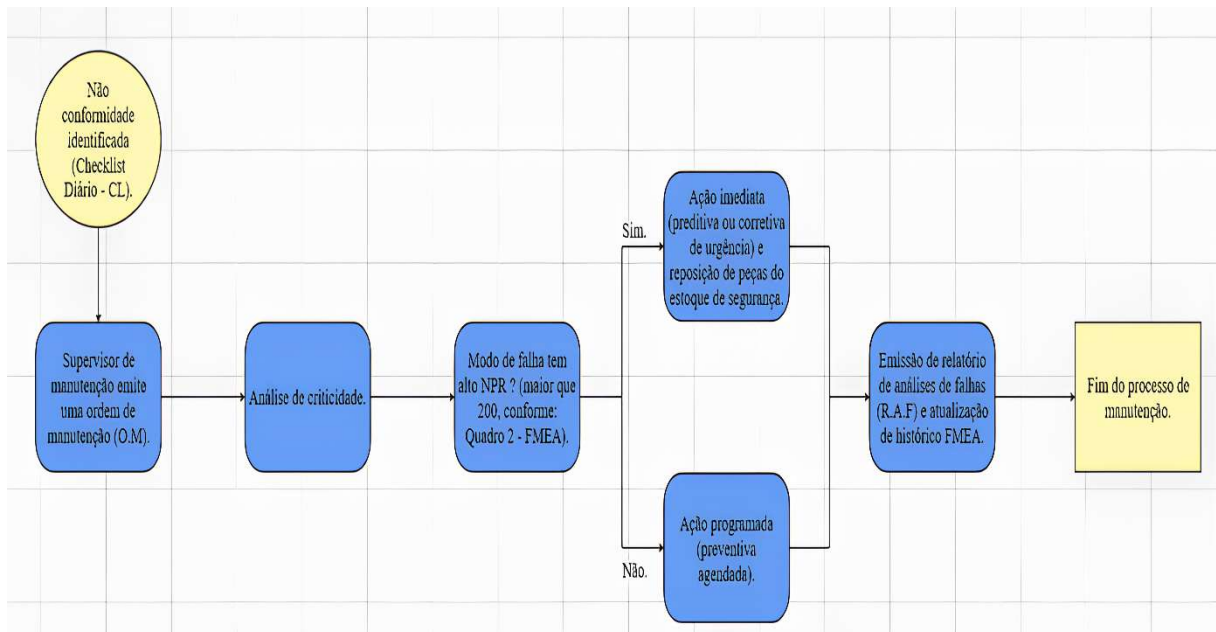 Não
conformidade
identificada
(Checklist
Diário - CL).
Supervisor de
manutenção emite
uma ordem de
manutenção (O.M).
Análise de criticidade.
Modo de falha tem
alto NPR ? (maior que
200, conforme:
Quadro 2 - FMEA).
Sim.
Ação imediata
(preditiva ou corretiva
de urgência) e
reposição de peças do
estoque de segurança.
Não.
Ação programada
(preventiva
agendada).
Emissão de relatório
de análises de falhas
(R.A.F) e atualização
de histórico FMEA.
Fim do processo de
manutenção.